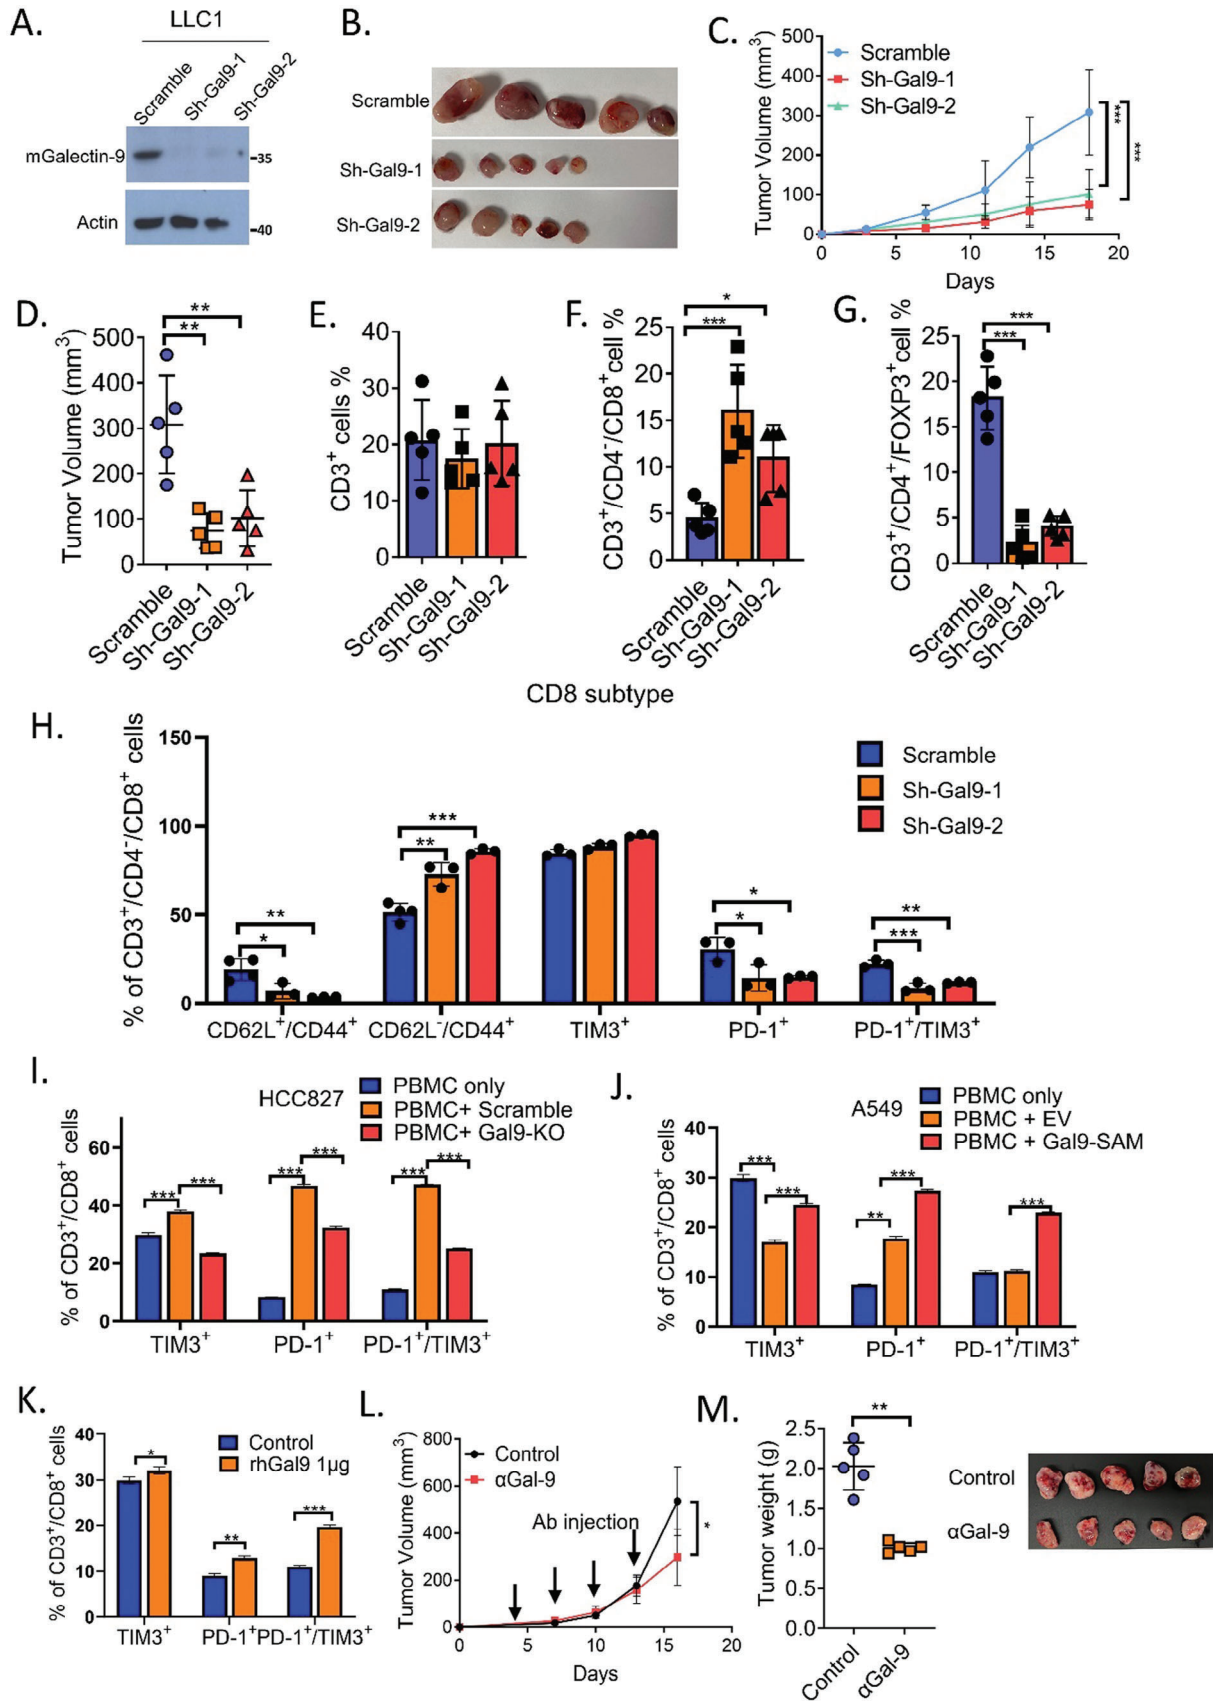 A.
LLC1
Scramble
Sh-Gal9-1
Sh-Gal9-2
mGalectin-9
-35
Actin
-40
B.
Scramble
Sh-Gal9-1
Sh-Gal9-2
C.
Tumor Volume (mm³)
500
400
300
200
100
0
0 5 10 15 20
Days
Scramble
Sh-Gal9-1
Sh-Gal9-2
***
***
D.
Tumor Volume (mm³)
500
400
300
200
100
0
**
**
Scramble
Sh-Gal9-1
Sh-Gal9-2
E.
CD3⁺ cells %
40
30
20
10
0
Scramble
Sh-Gal9-1
Sh-Gal9-2
F.
CD3⁺/CD4⁻/CD8⁺cell %
25
20
15
10
5
0
*
***
Scramble
Sh-Gal9-1
Sh-Gal9-2
G.
CD3⁺/CD4⁺/FOXP3⁺cell %
25
20
15
10
5
0
***
***
Scramble
Sh-Gal9-1
Sh-Gal9-2
CD8 subtype
H.
% of CD3⁺/CD4⁻/CD8⁺ cells
150
100
50
0
Scramble
Sh-Gal9-1
Sh-Gal9-2
**
*
***
**
*
*
**
***
CD62L⁺/CD44⁺
CD62L⁻/CD44⁺
TIM3⁺
PD-1⁺
PD-1⁺/TIM3⁺
I.
HCC827
PBMC only
PBMC+ Scramble
PBMC+ Gal9-KO
% of CD3⁺/CD8⁺ cells
60
40
20
0
***
***
***
***
***
***
TIM3⁺
PD-1⁺
PD-1⁺/TIM3⁺
J.
A549
PBMC only
PBMC + EV
PBMC + Gal9-SAM
% of CD3⁺/CD8⁺ cells
40
30
20
10
0
***
***
**
***
***
TIM3⁺
PD-1⁺
PD-1⁺/TIM3⁺
K.
% of CD3⁺/CD8⁺ cells
40
30
20
10
0
Control
rhGal9 1µg
*
**
***
TIM3⁺
PD-1⁺
PD-1⁺/TIM3⁺
L.
Tumor Volume (mm³)
800
600
400
200
0
0 5 10 15 20
Days
Control
αGal-9
Ab injection
*
M.
Tumor weight (g)
2.5
2.0
1.5
1.0
0.5
0.0
**
Control
αGal-9
Control
αGal-9